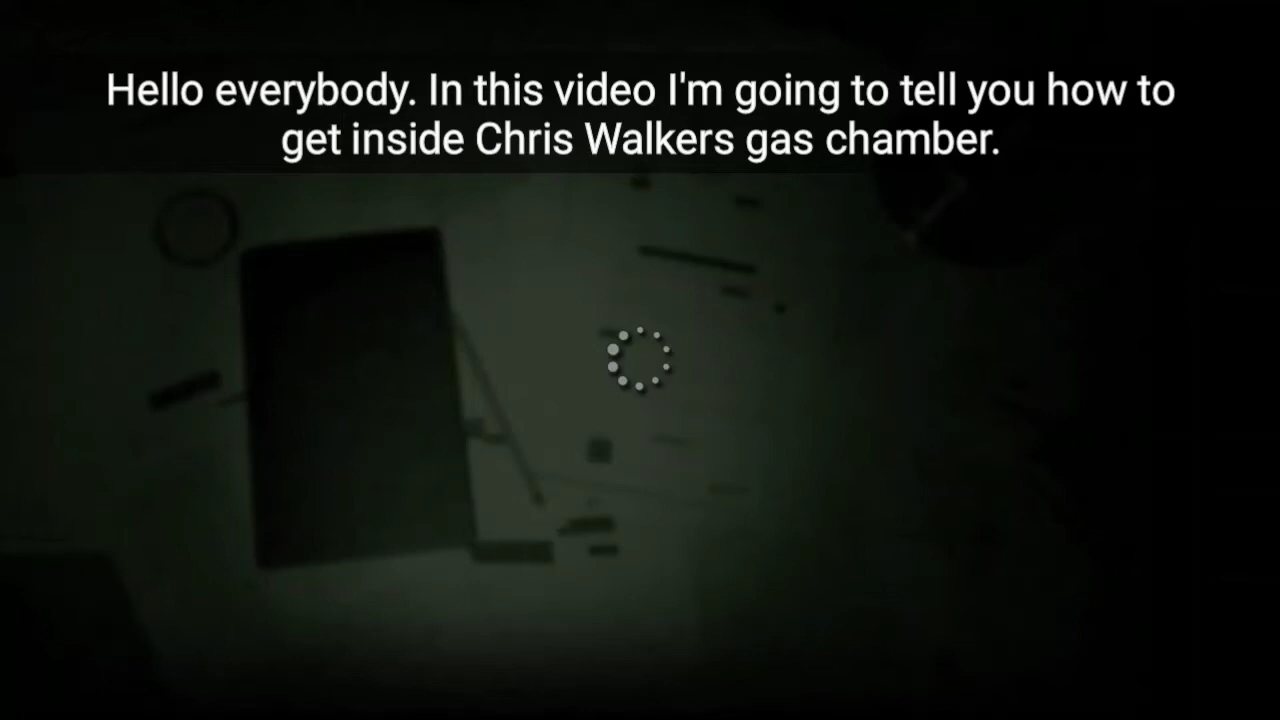 Hello everybody. In this video I'm going to tell you how to
get inside Chris Walkers gas chamber.